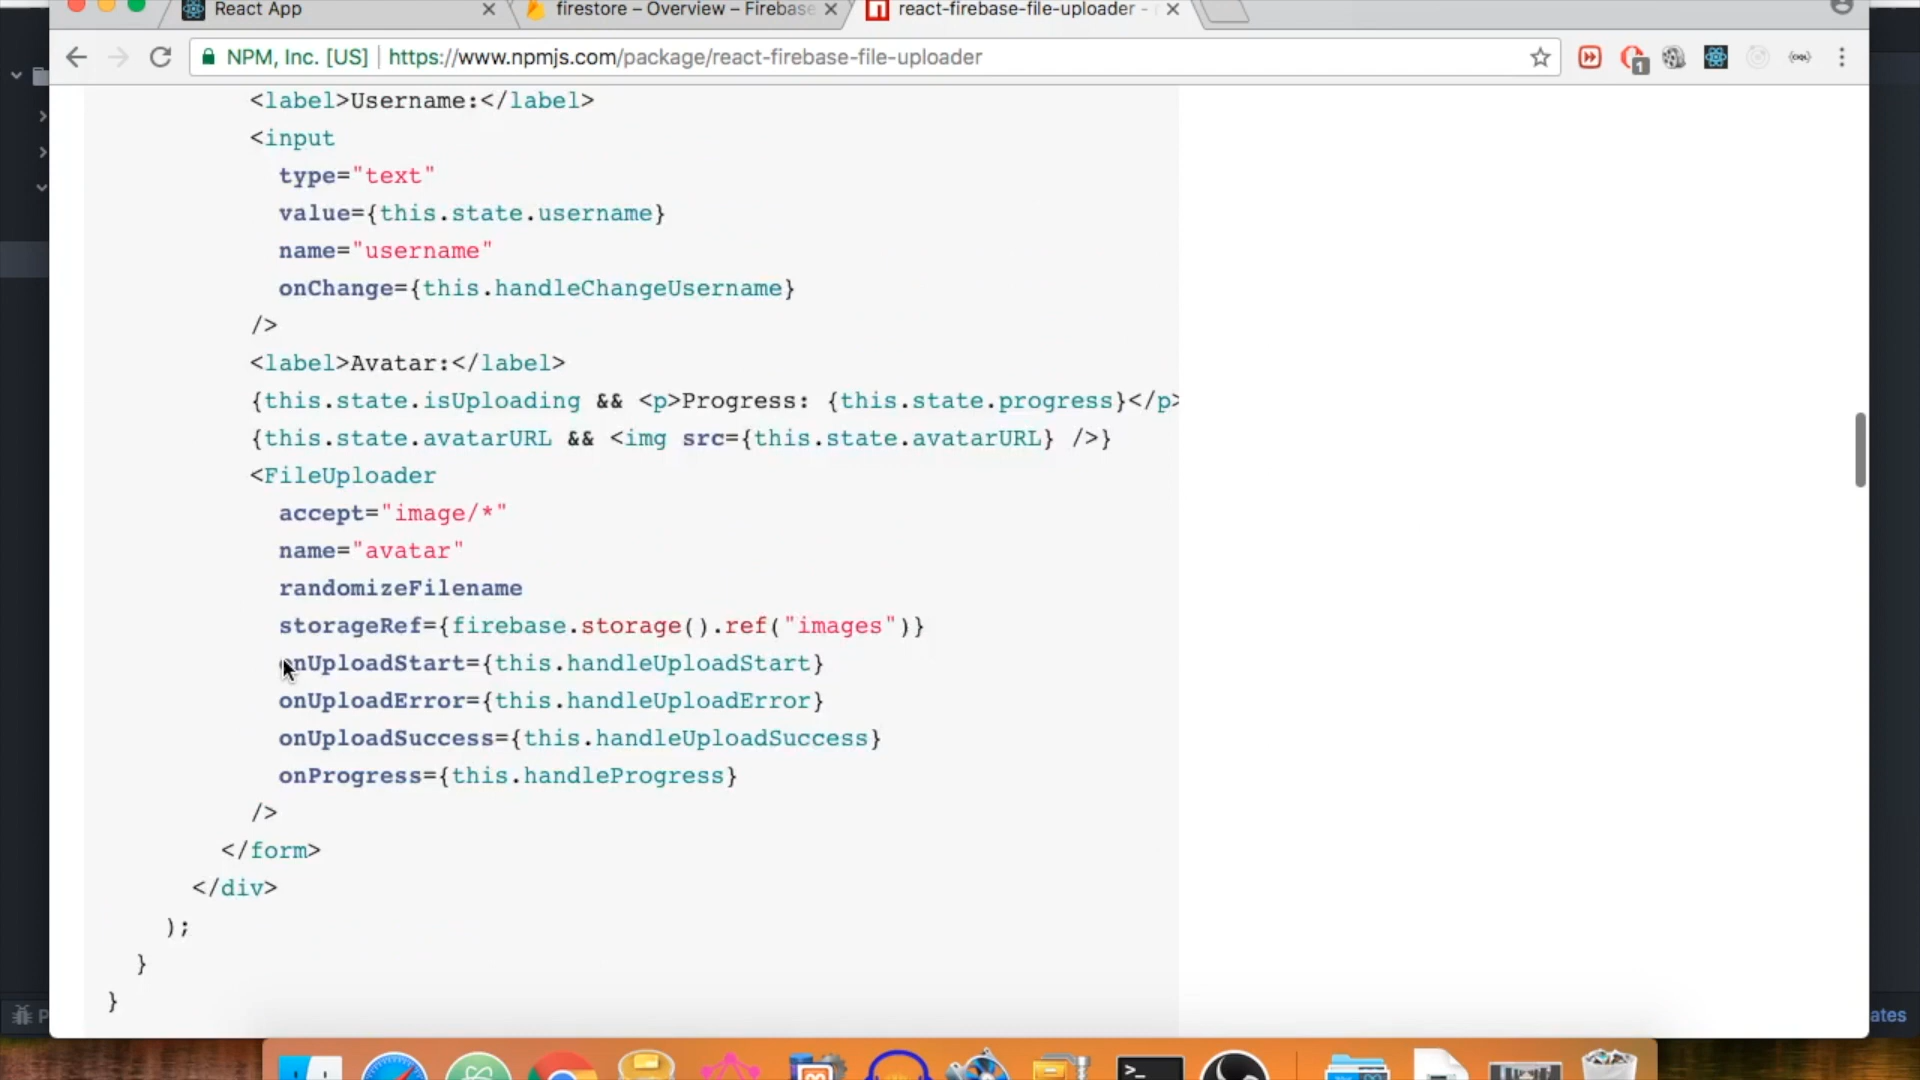 React App
firestore – Overview – Firebase
react-firebase-file-uploader -
NPM, Inc. [US] | https://www.npmjs.com/package/react-firebase-file-uploader
1
<label>Username:</label>
<input
type="text"
value={this.state.username}
name="username"
onChange={this.handleChangeUsername}
/>
<label>Avatar:</label>
{this.state.isUploading && <p>Progress: {this.state.progress}</p>
{this.state.avatarURL && <img src={this.state.avatarURL} />}
<FileUploader
accept="image/*"
name="avatar"
randomizeFilename
storageRef={firebase.storage().ref("images")}
onUploadStart={this.handleUploadStart}
onUploadError={this.handleUploadError}
onUploadSuccess={this.handleUploadSuccess}
onProgress={this.handleProgress}
/>
</form>
</div>
);
}
}
P
ates